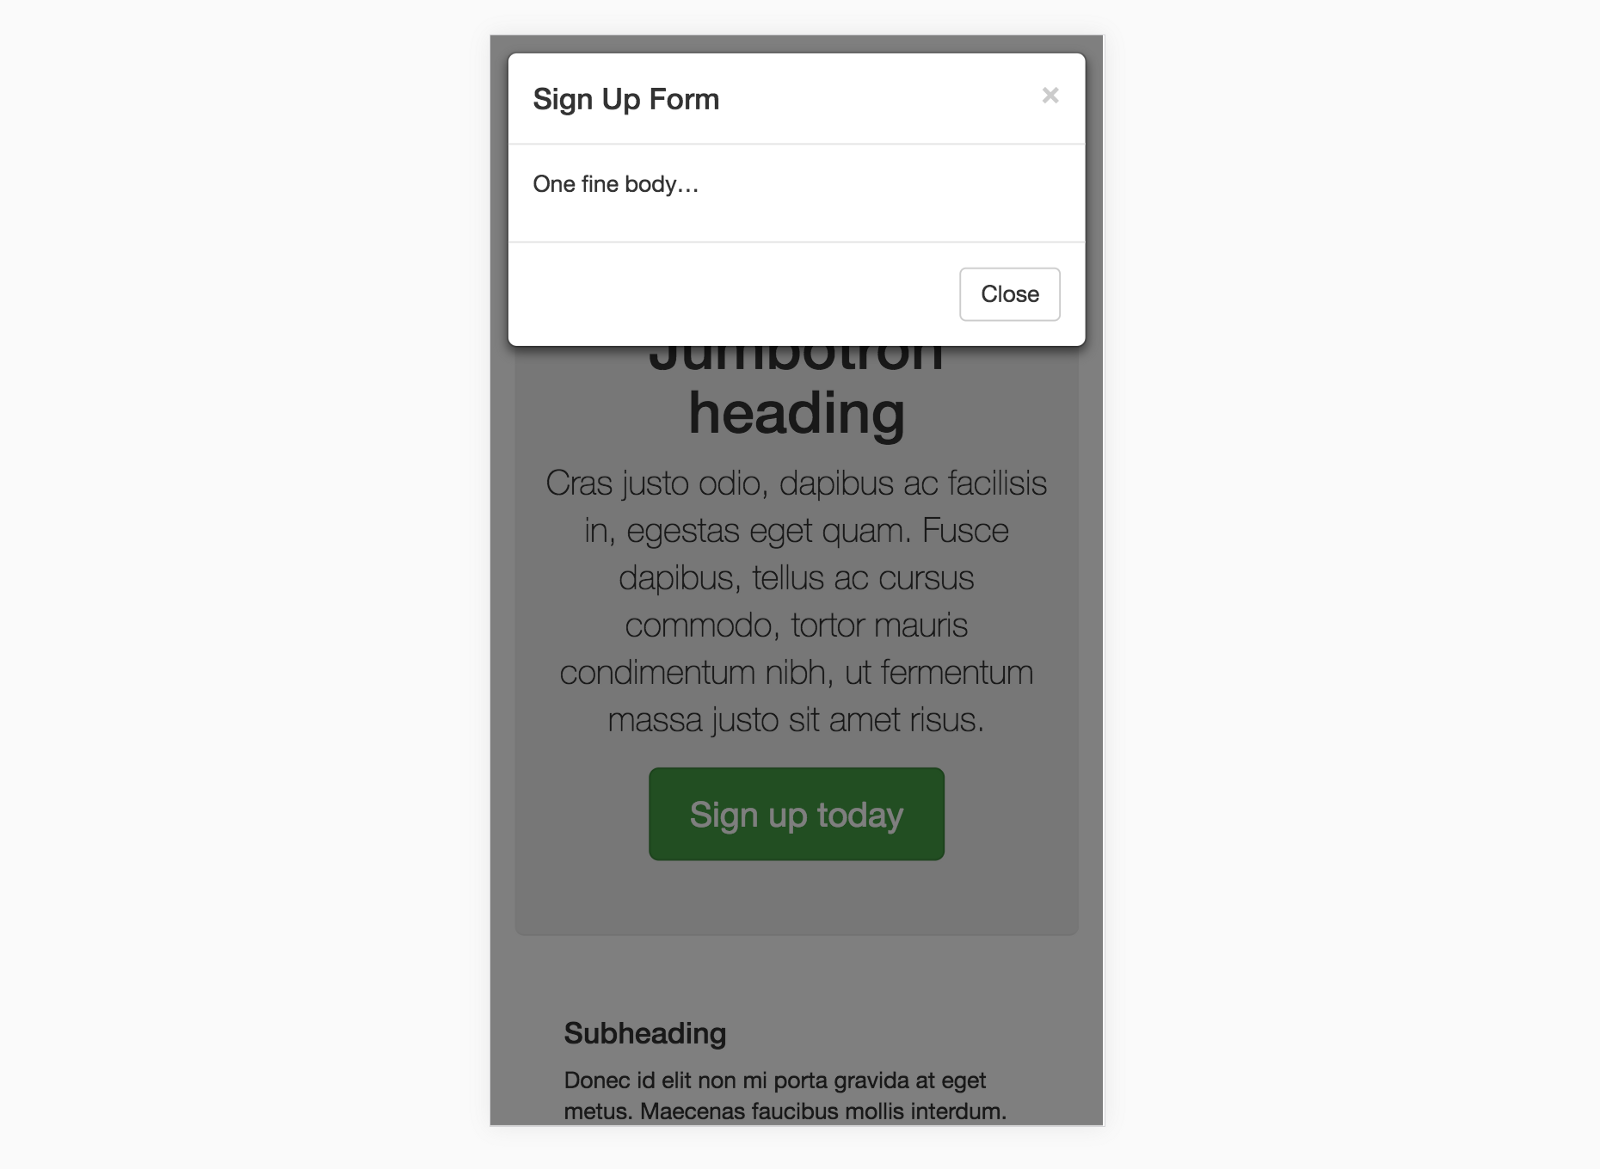 Sign Up Form
×
One fine body...
Close
Jumbotron
heading
Cras justo odio, dapibus ac facilisis
in, egestas eget quam. Fusce
dapibus, tellus ac cursus
commodo, tortor mauris
condimentum nibh, ut fermentum
massa justo sit amet risus.
Sign up today
Subheading
Donec id elit non mi porta gravida at eget
metus. Maecenas faucibus mollis interdum.